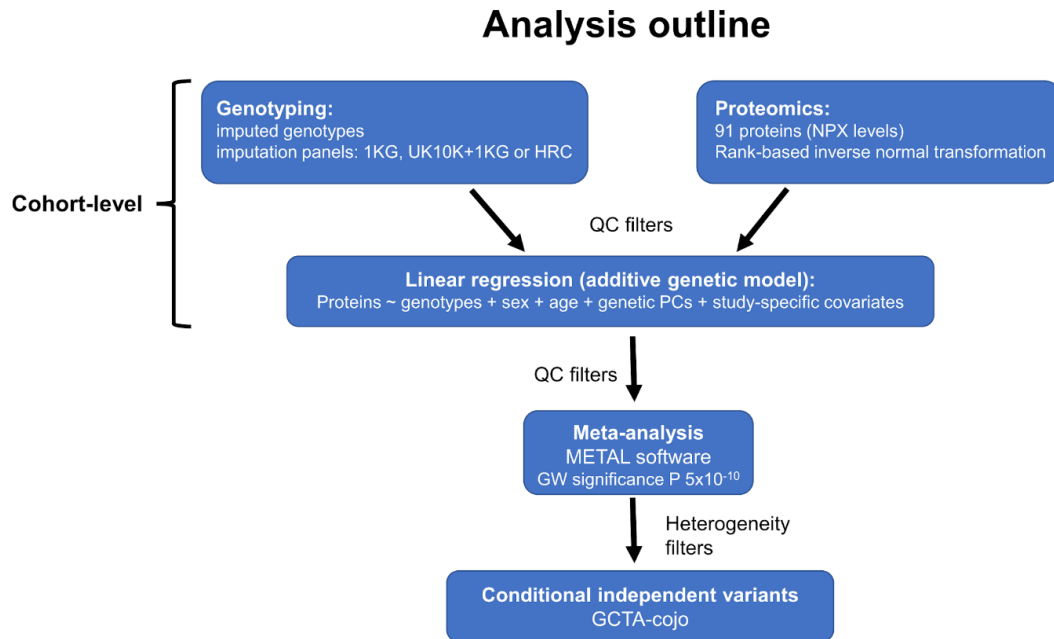 Analysis outline
Genotyping:
imputed genotypes
imputation panels: 1KG, UK10K+1KG or HRC
Proteomics:
91 proteins (NPX levels)
Rank-based inverse normal transformation
Cohort-level
QC filters
Linear regression (additive genetic model):
Proteins ~ genotypes + sex + age + genetic PCs + study-specific covariates
QC filters
Meta-analysis
METAL software
GW significance P 5x10⁻¹⁰
Heterogeneity
filters
Conditional independent variants
GCTA-cojo